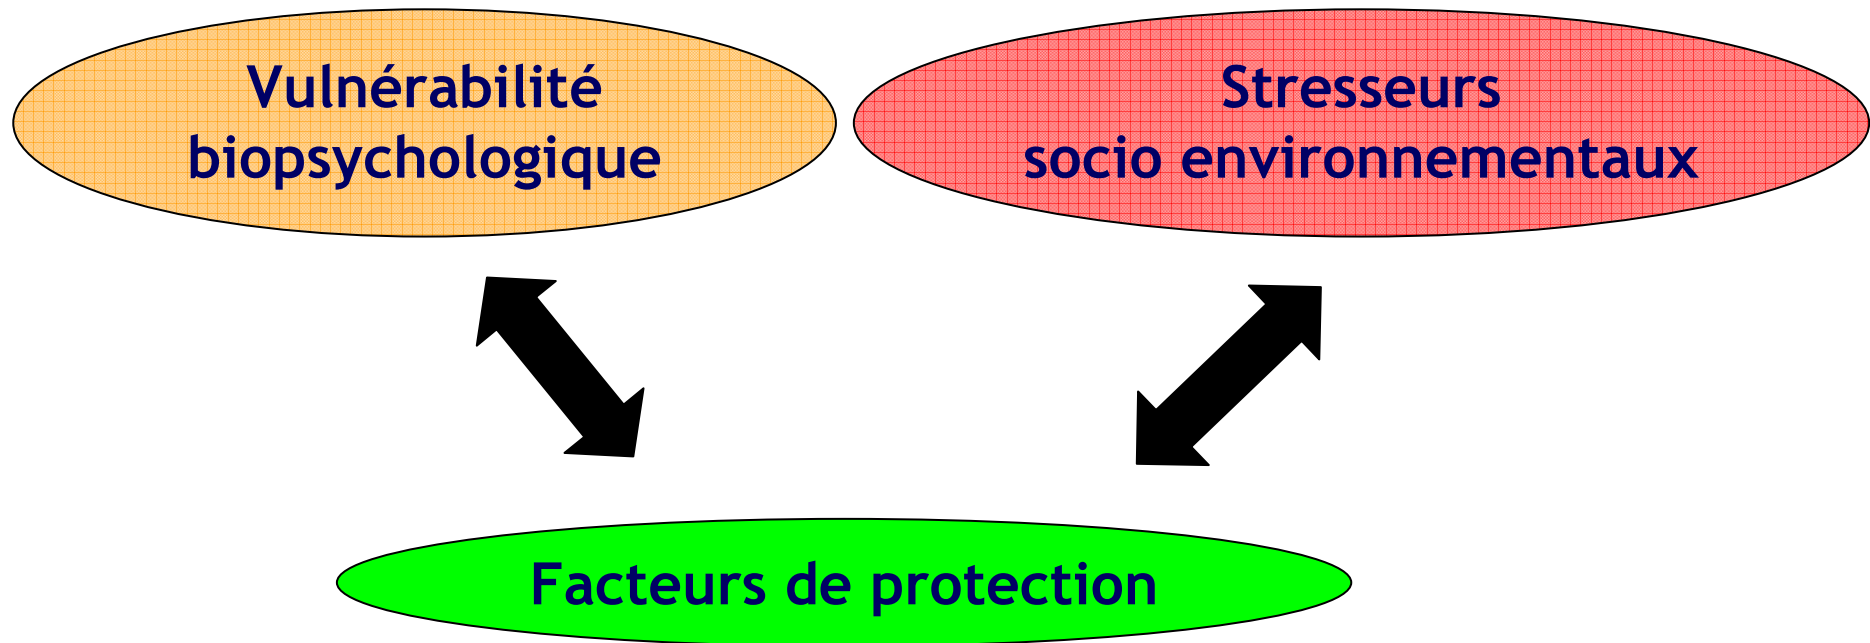 Vulnérabilité
biopsychologique
Stresseurs
socio environnementaux
Facteurs de protection